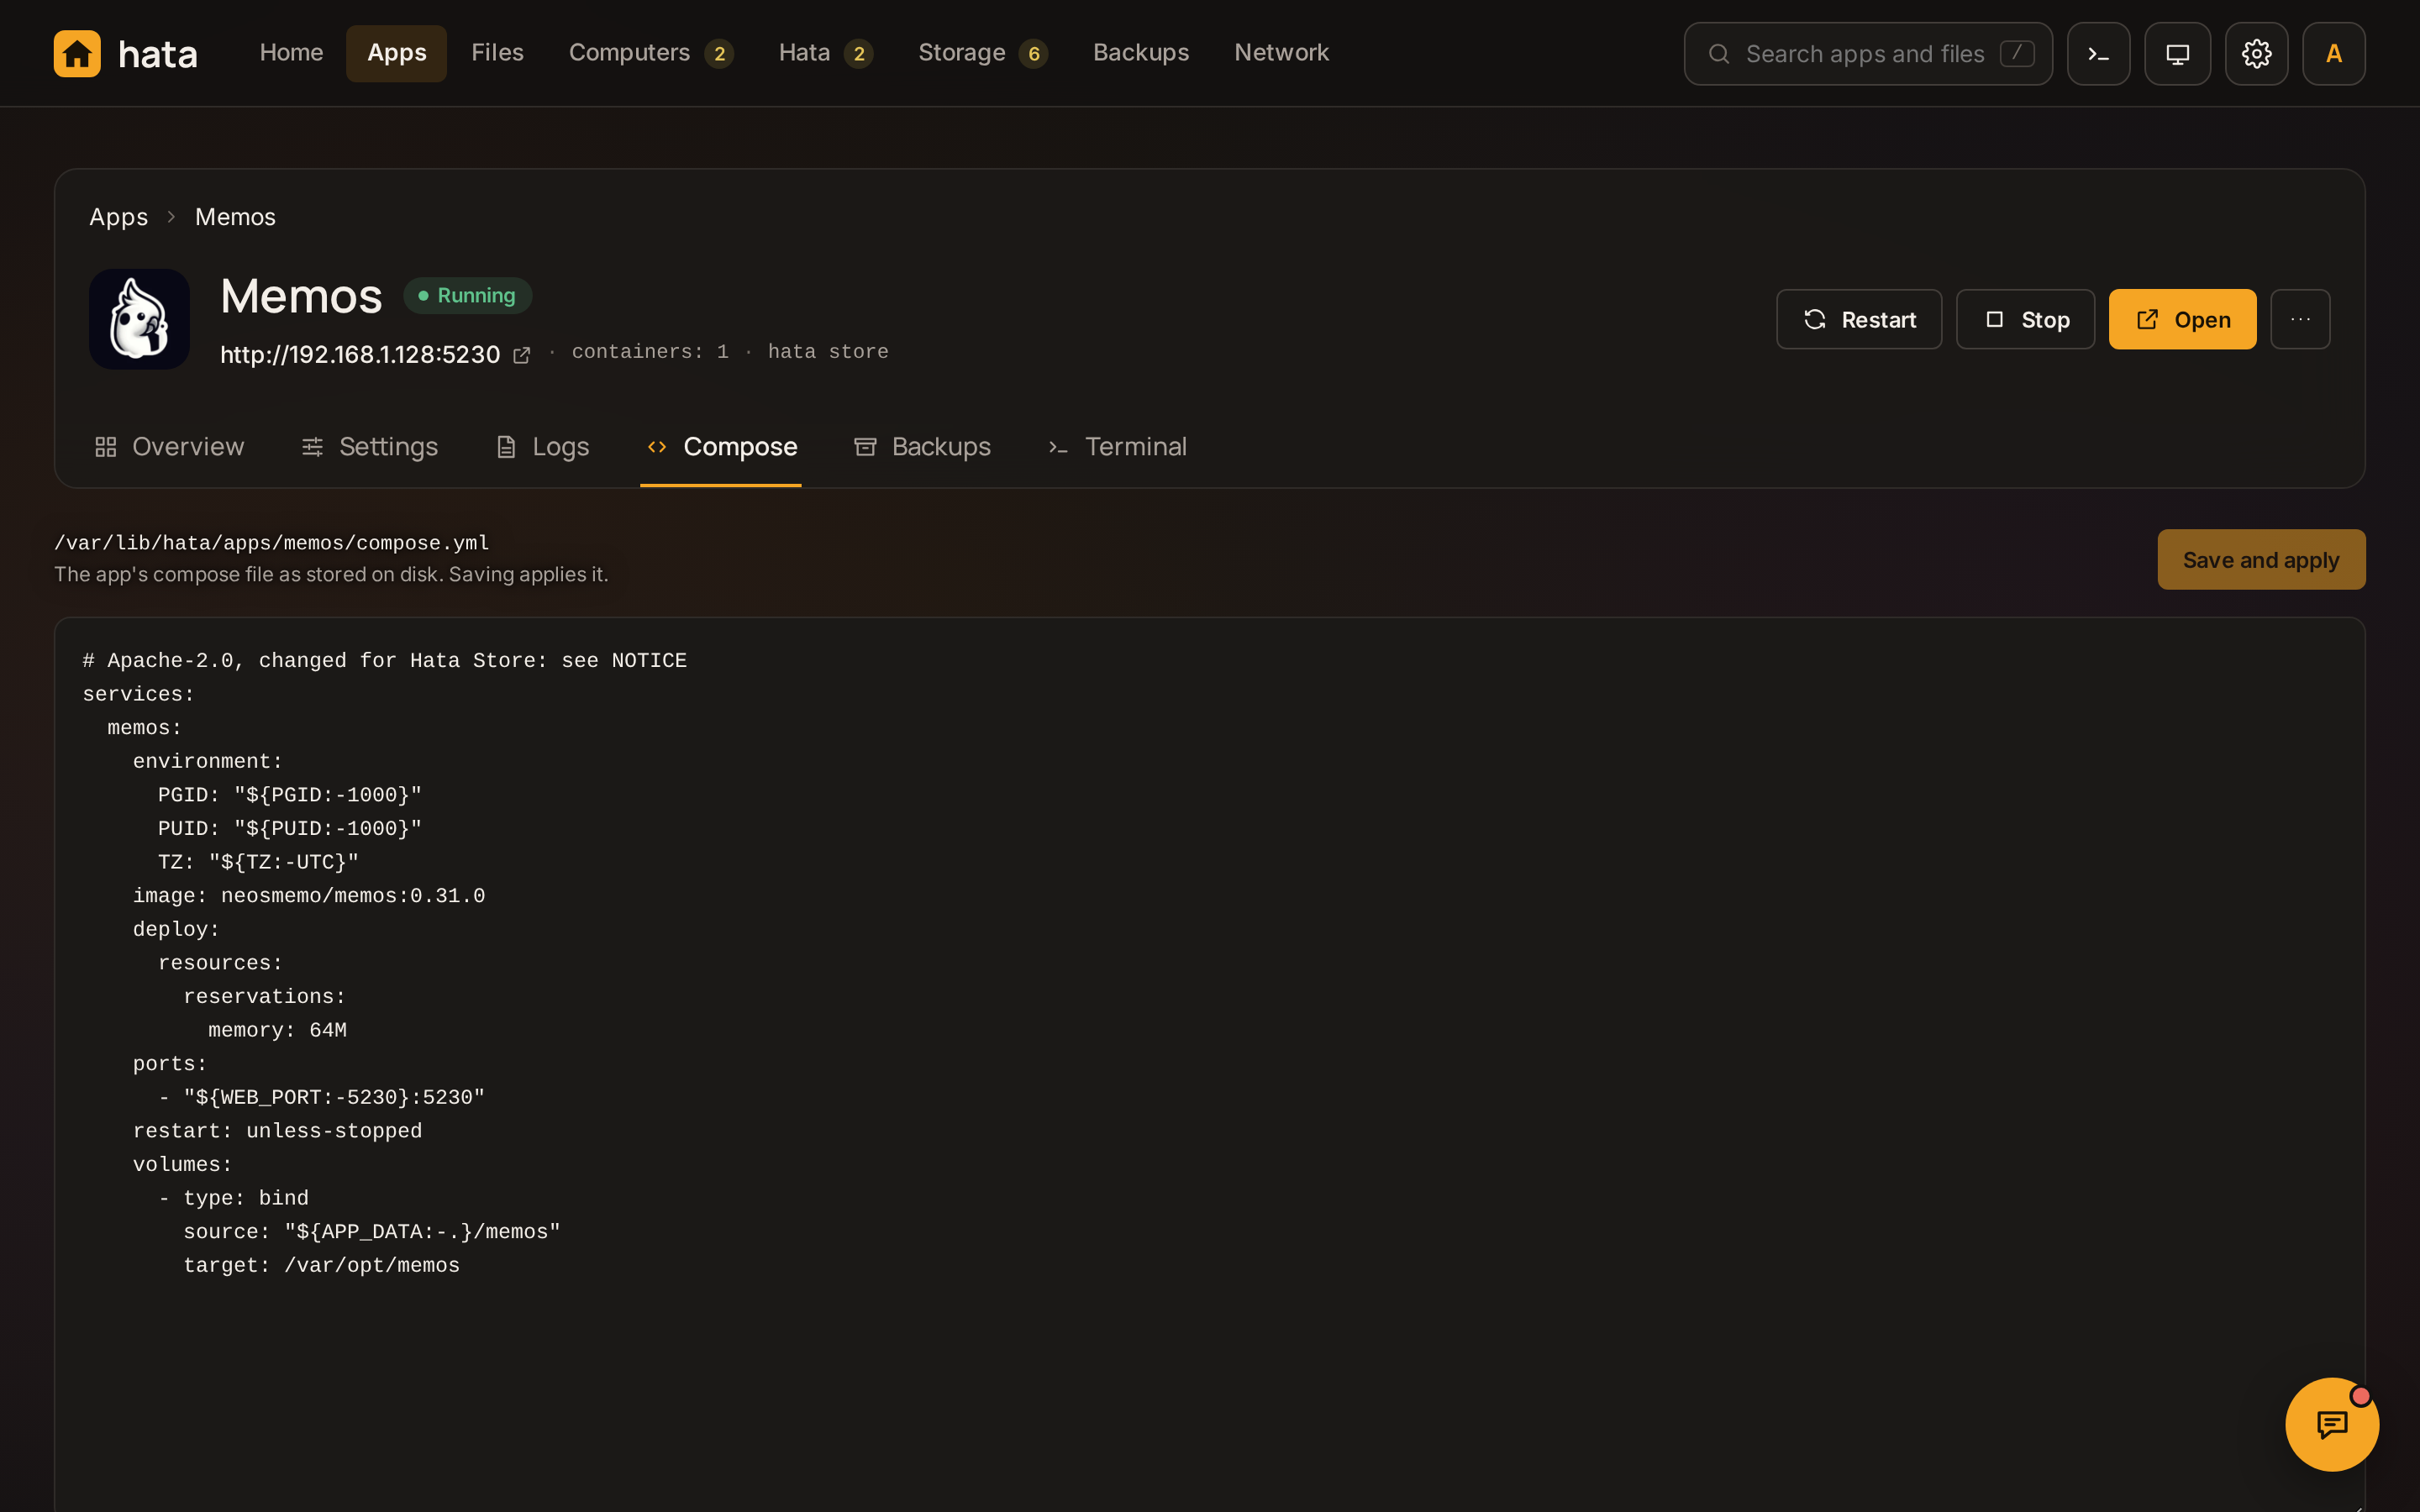 hata
Home
Apps
Files
Computers 2
Hata 2
Storage 6
Backups
Network
Search apps and files /
A
Apps > Memos
Memos
Running
http://192.168.1.128:5230 · containers: 1 · hata store
Restart
Stop
Open
...
Overview
Settings
Logs
Compose
Backups
Terminal
/var/lib/hata/apps/memos/compose.yml
The app's compose file as stored on disk. Saving applies it.
Save and apply
# Apache-2.0, changed for Hata Store: see NOTICE
services:
  memos:
    environment:
      PGID: "${PGID:-1000}"
      PUID: "${PUID:-1000}"
      TZ: "${TZ:-UTC}"
    image: neosmemo/memos:0.31.0
    deploy:
      resources:
        reservations:
          memory: 64M
    ports:
      - "${WEB_PORT:-5230}:5230"
    restart: unless-stopped
    volumes:
      - type: bind
        source: "${APP_DATA:-.}/memos"
        target: /var/opt/memos